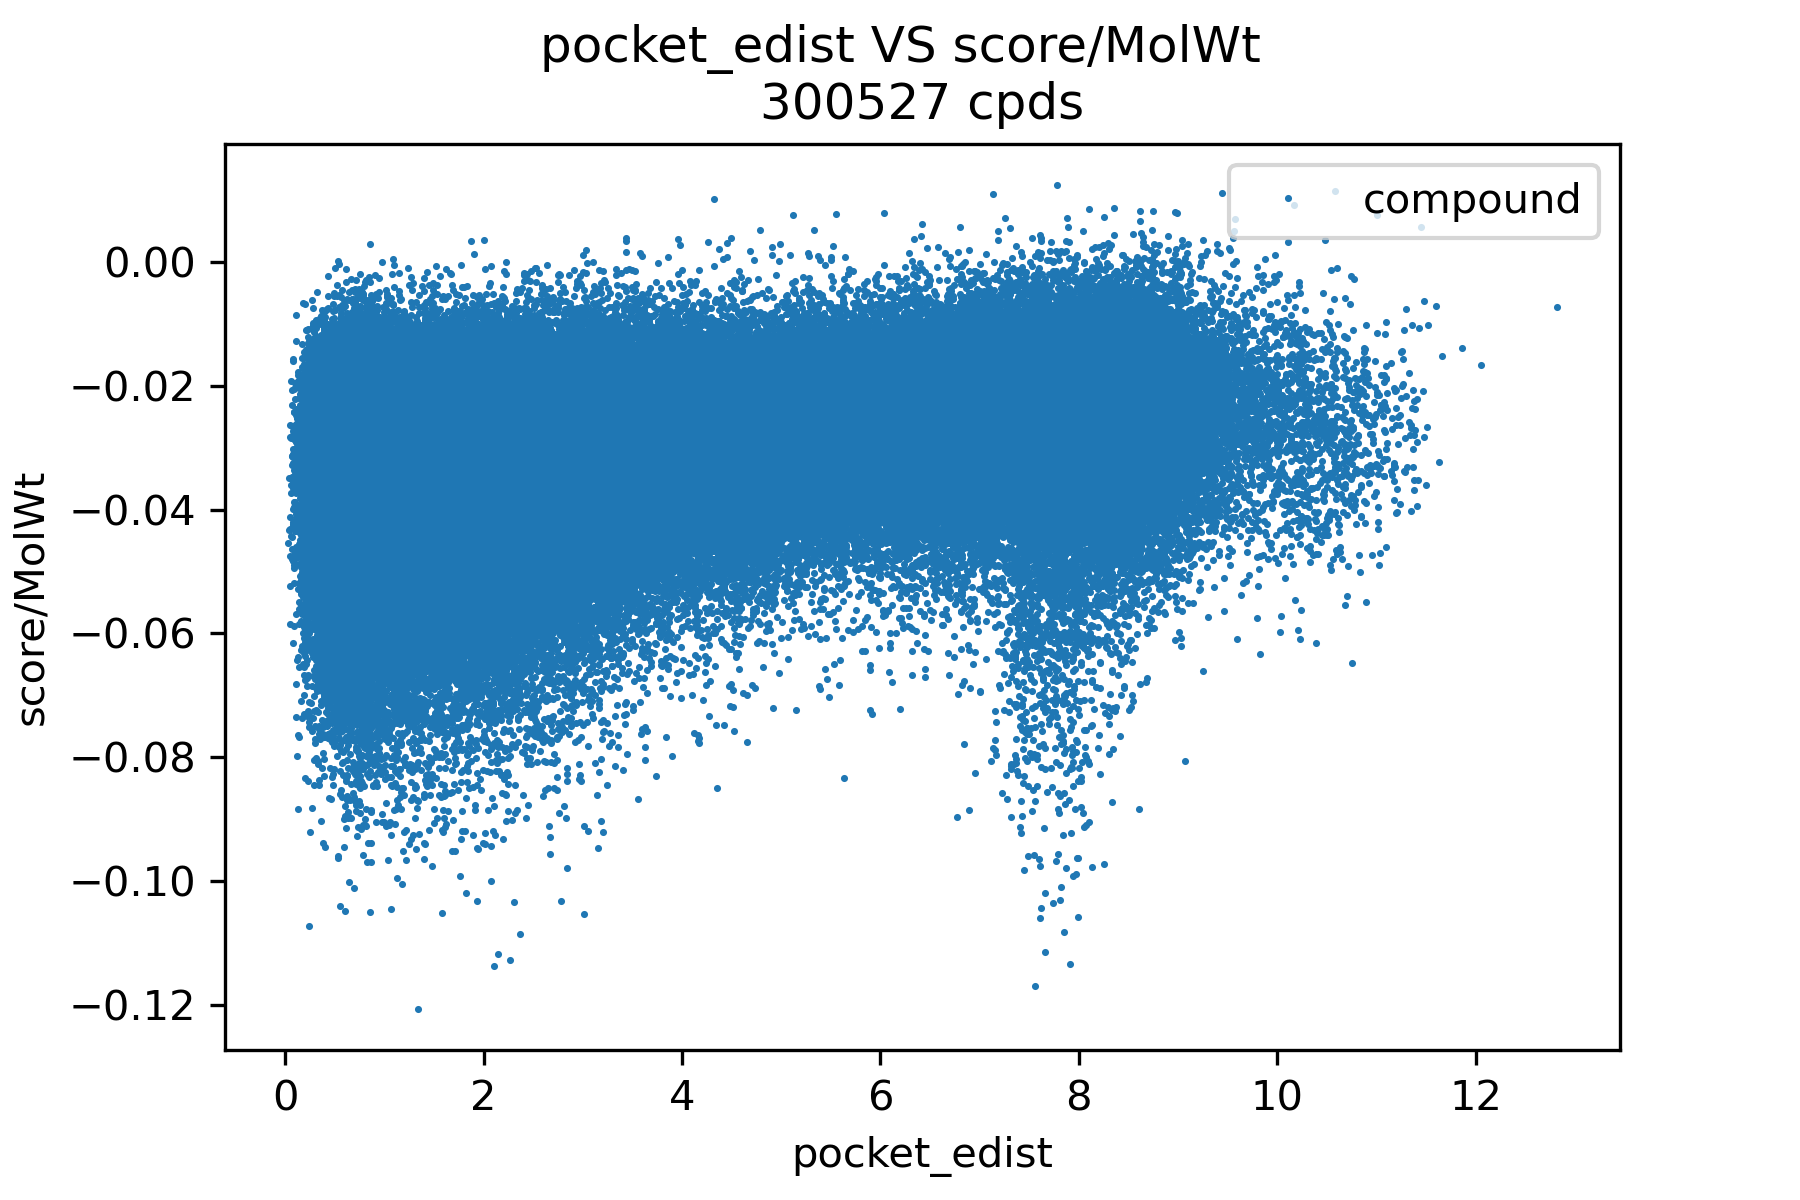 pocket_edist VS score/MolWt
300527 cpds
compound
0.00
−0.02
−0.04
−0.06
−0.08
−0.10
−0.12
score/MolWt
0 2 4 6 8 10 12
pocket_edist